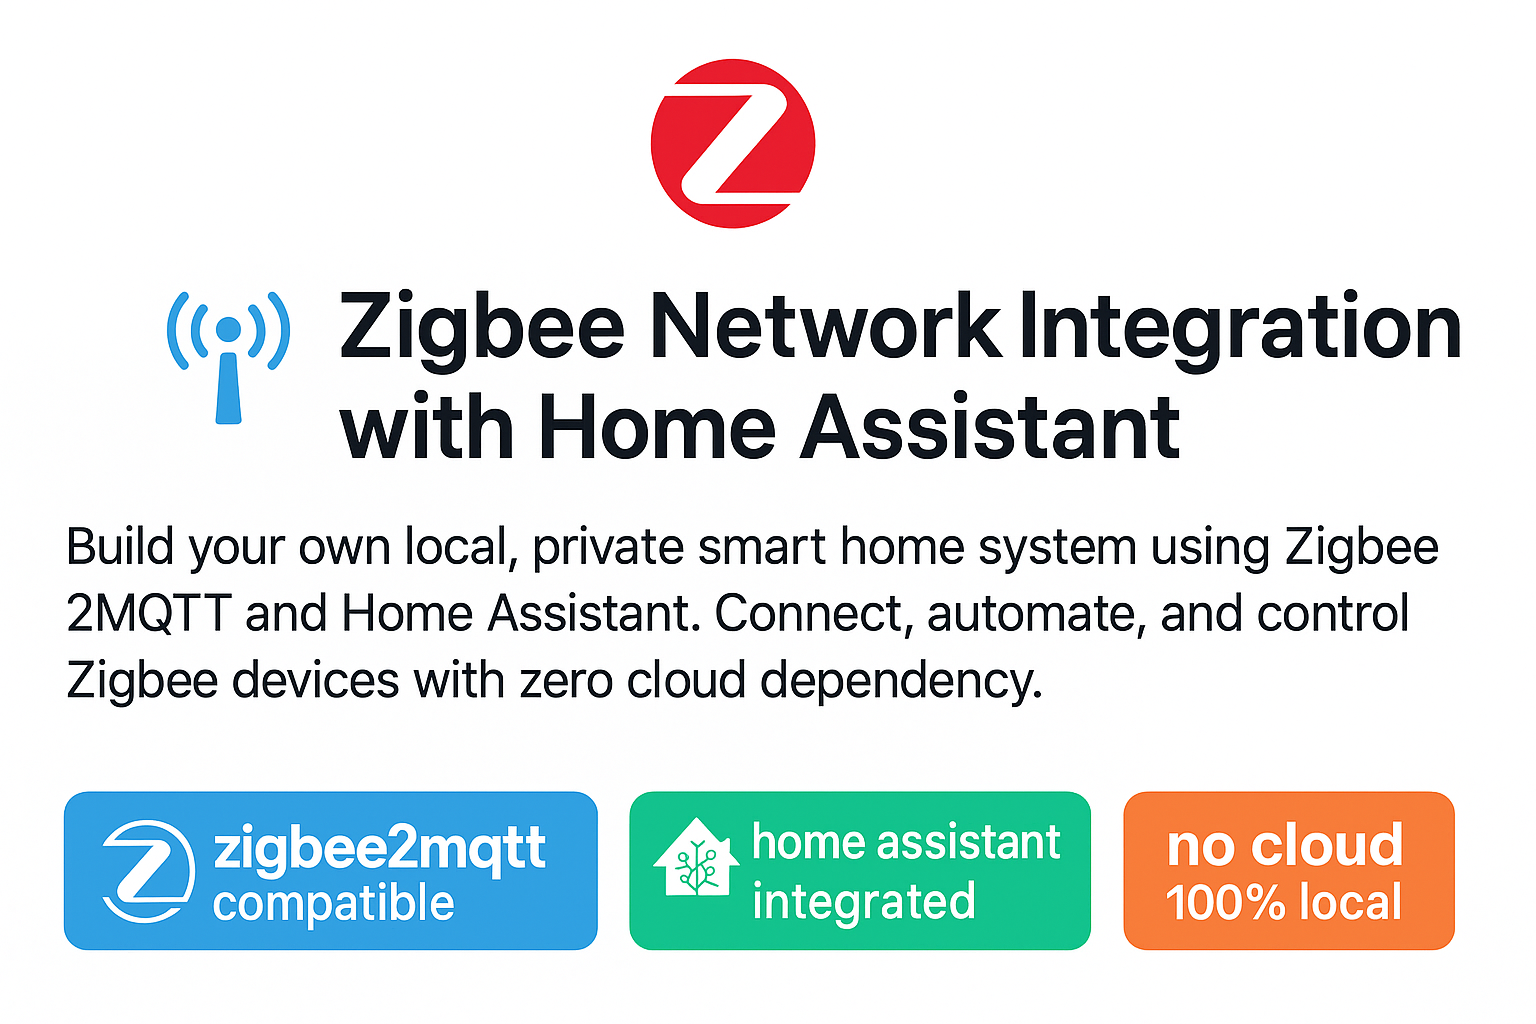 Zigbee Network Integration
with Home Assistant
Build your own local, private smart home system using Zigbee
2MQTT and Home Assistant. Connect, automate, and control
Zigbee devices with zero cloud dependency.
zigbee2mqtt
compatible
home assistant
integrated
no cloud
100% local